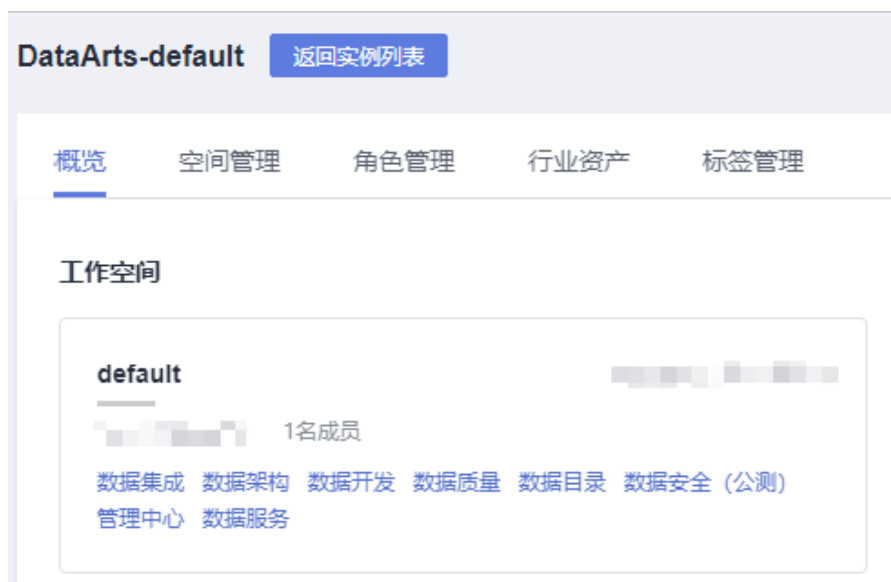 DataArts-default 返回实例列表
概览 空间管理 角色管理 行业资产 标签管理
工作空间
default
1名成员
数据集成 数据架构 数据开发 数据质量 数据目录 数据安全（公测）
管理中心 数据服务